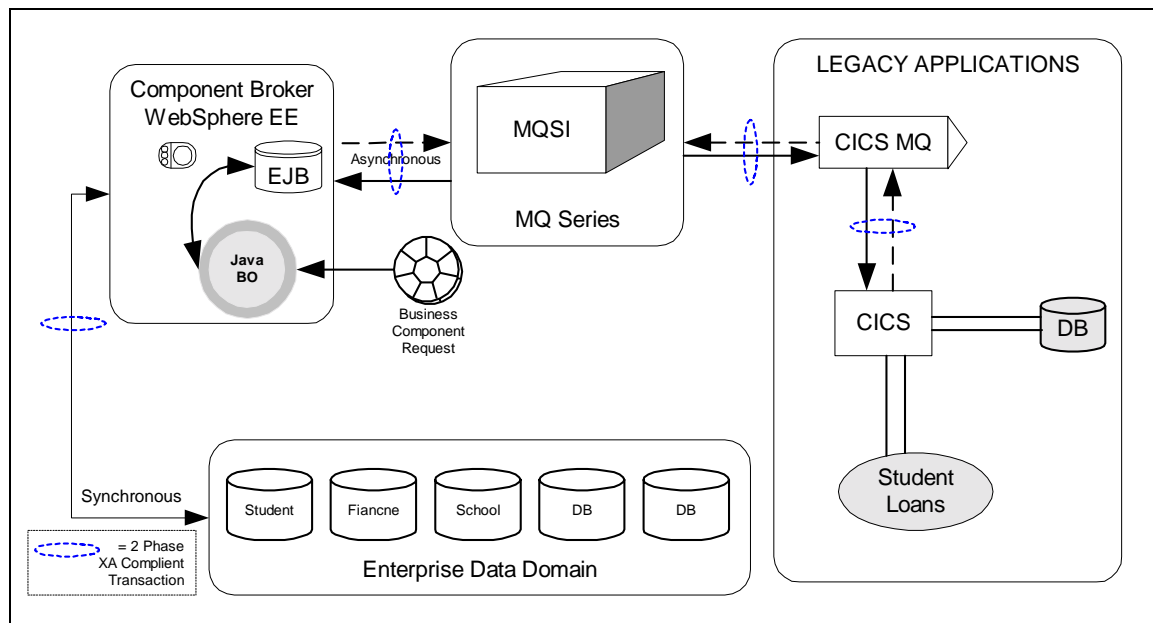 Component Broker
WebSphere EE
EJB
Java
BO
Asynchronous
MQSI
MQ Series
Business
Component
Request
LEGACY APPLICATIONS
CICS MQ
CICS
DB
Student
Loans
Synchronous
= 2 Phase
XA Complient
Transaction
Student
Fiancne
School
DB
DB
Enterprise Data Domain